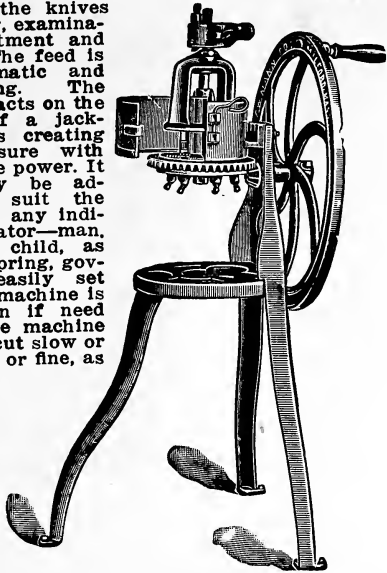 the knives
, examina-
tment and
The feed is
matic and
ng. The
acts on the
f a jack-
s creating
sure with
e power. It
y be ad-
suit the
any indi-
ator—man,
child, as
pring, gov-
easily set
machine is
n if need
e machine
cut slow or
or fine, as